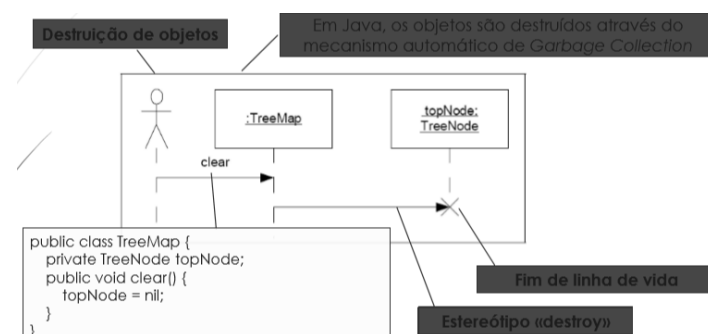 Destruição de objetos
Em Java, os objetos são destruídos através do
mecanismo automático de Garbage Collection
:TreeMap
topNode:
TreeNode
clear
public class TreeMap {
private TreeNode topNode;
public void clear() {
topNode = nil;
}
}
Fim de linha de vida
Estereótipo «destroy»